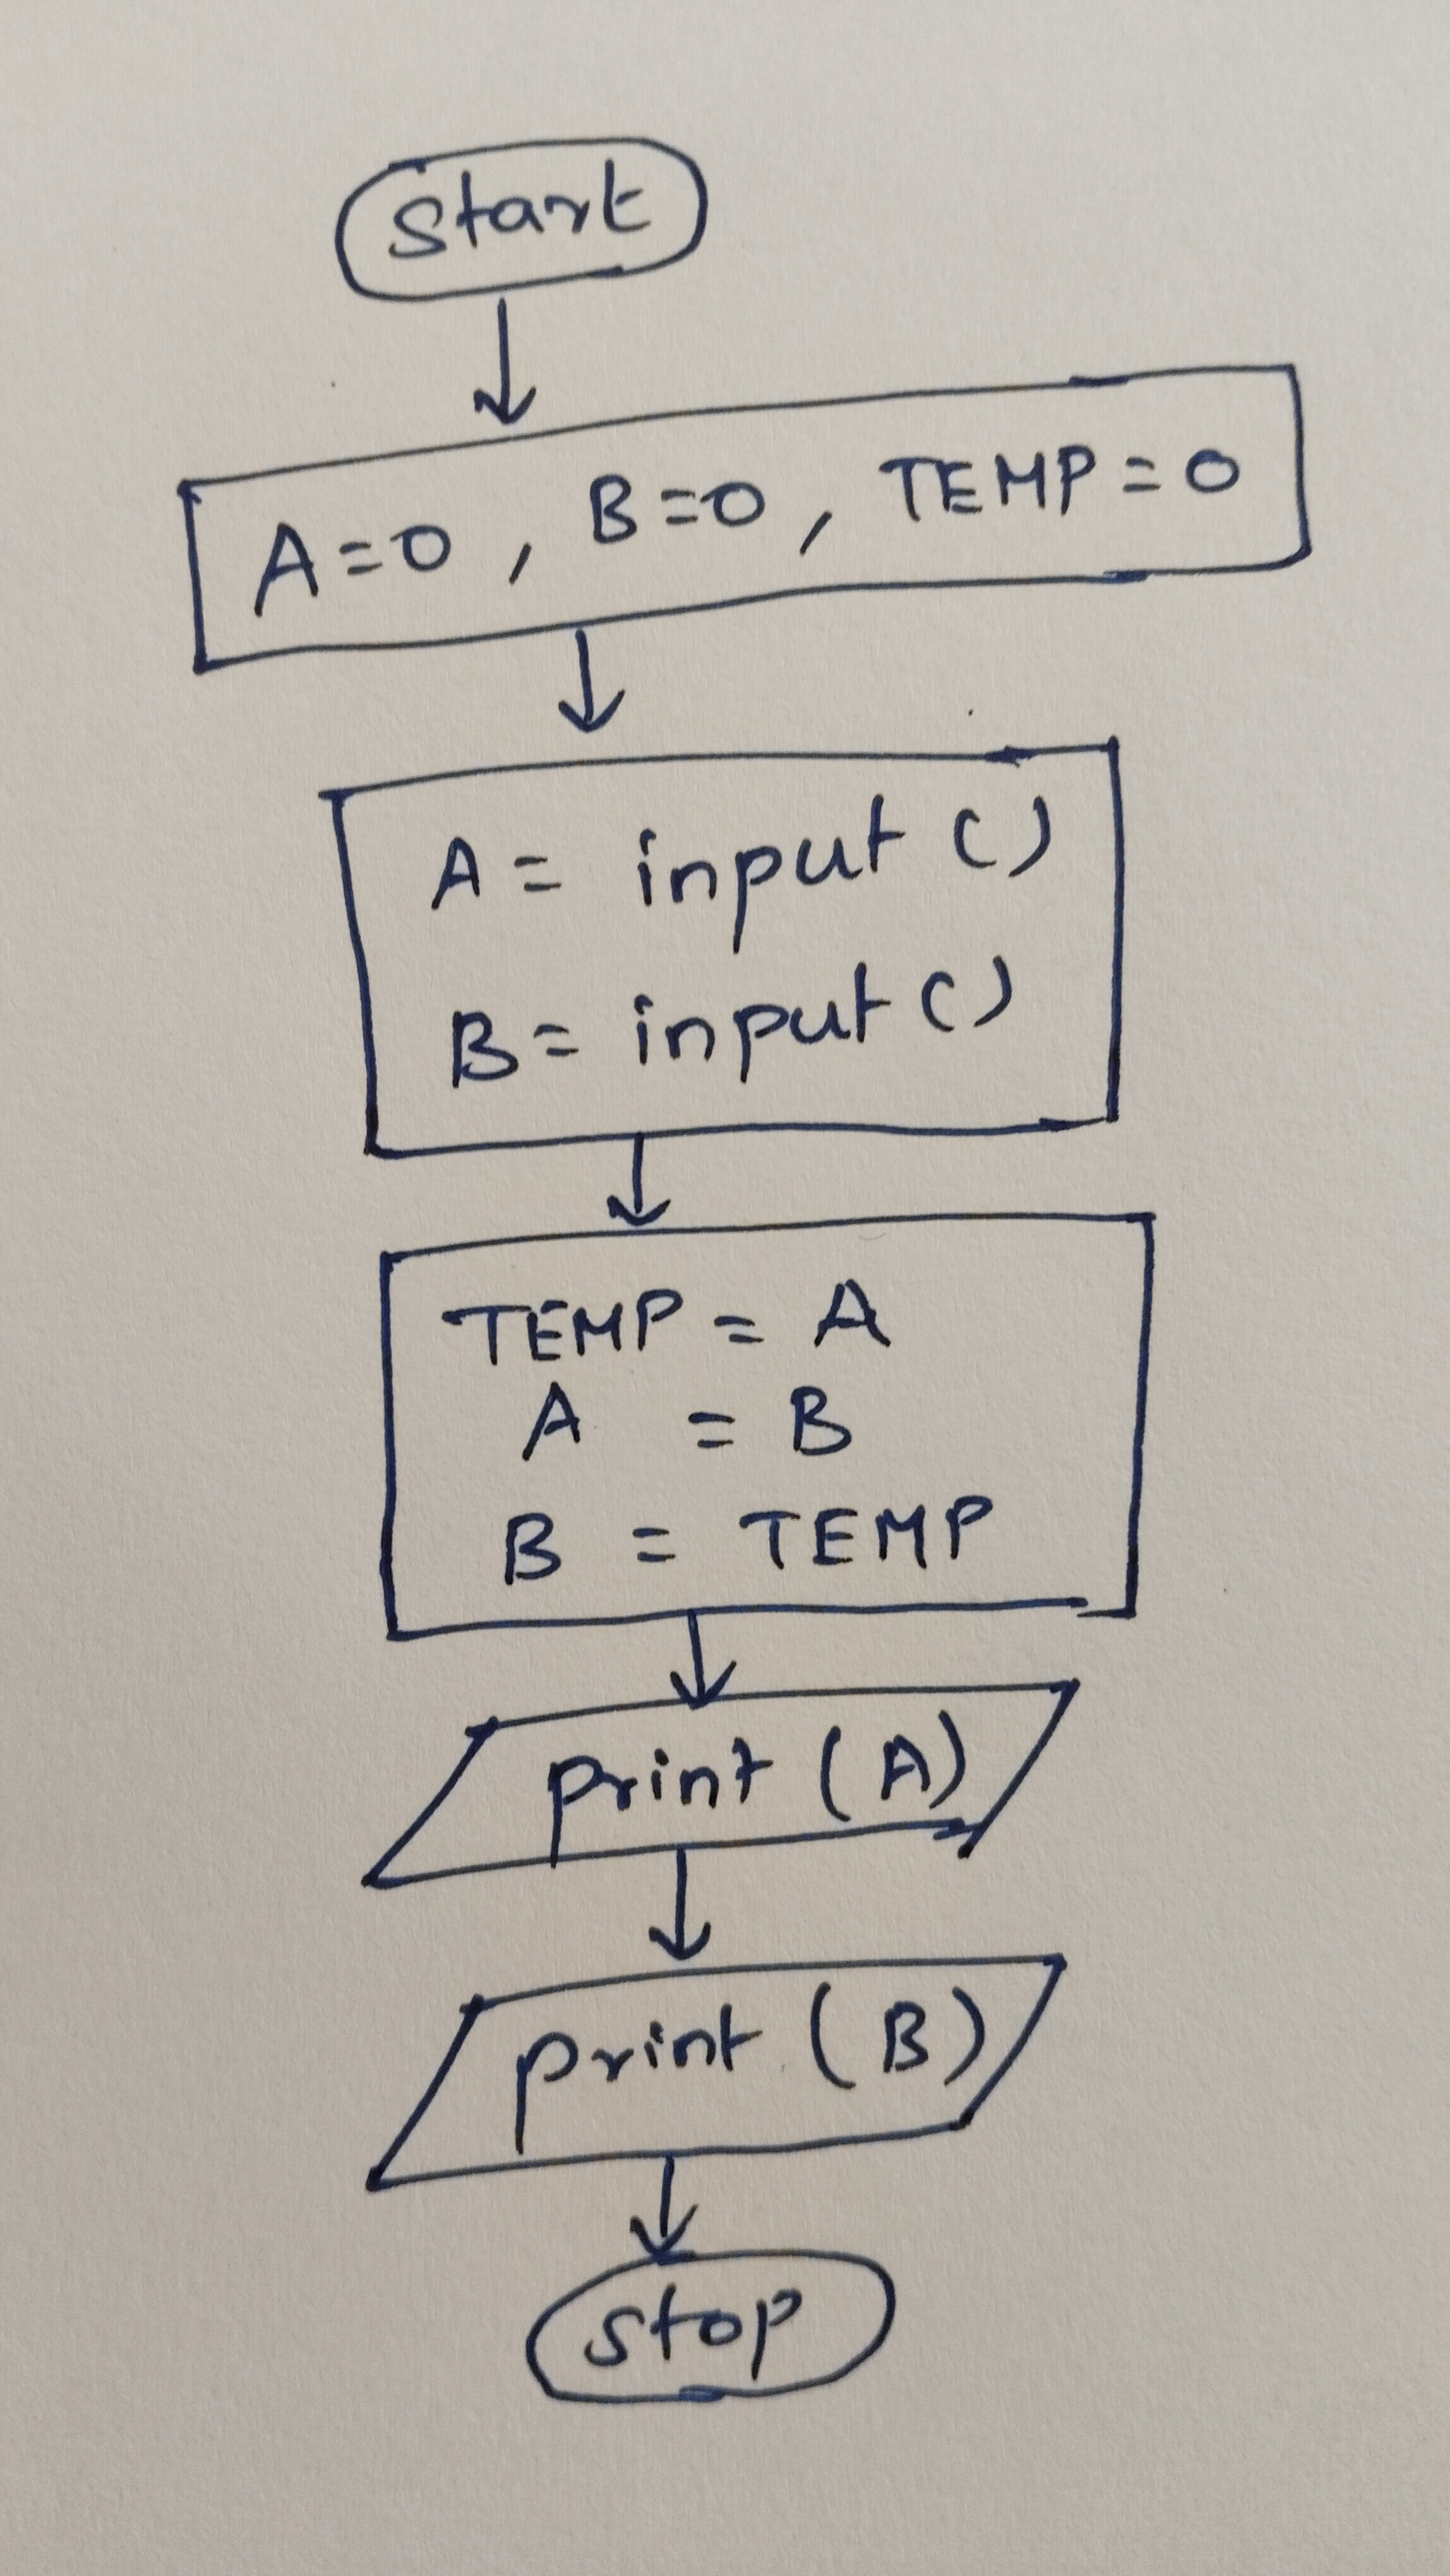 start
A=0, B=0, TEMP=0
A= input ()
B= input ()
TEMP = A
A = B
B = TEMP
print (A)
print (B)
stop